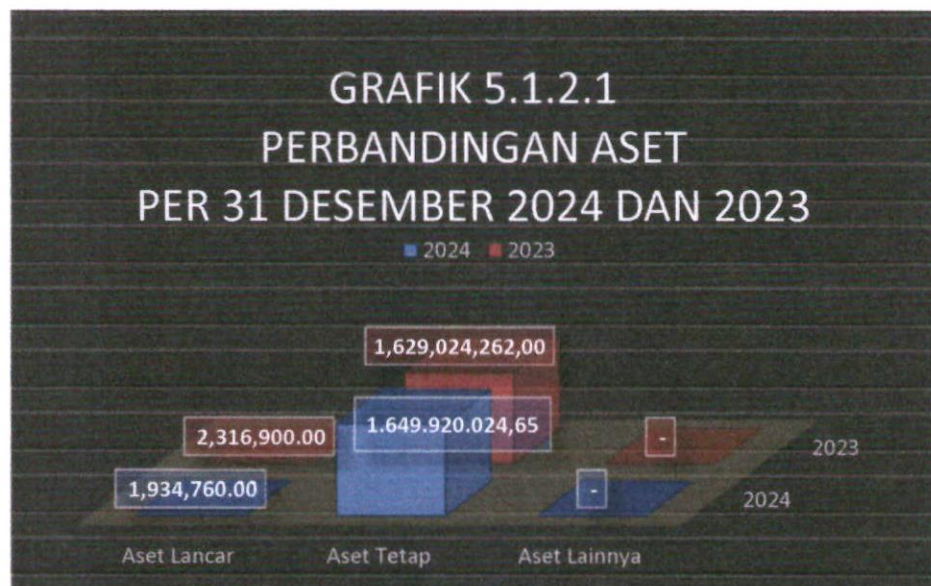 GRAFIK 5.1.2.1
PERBANDINGAN ASET
PER 31 DESEMBER 2024 DAN 2023
2024 2023
1,629,024,262,00
1.649.920.024,65
2,316,900.00
-
2023
1,934,760.00
-
2024
Aset Lancar Aset Tetap Aset Lainnya